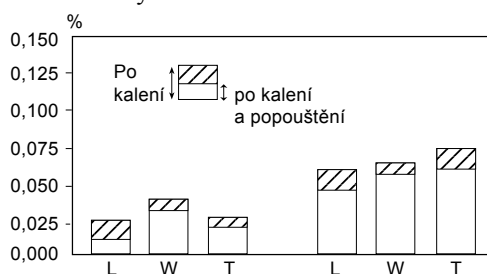 %
0,150
0,125
0,100
0,075
0,050
0,025
0,000
Po
kalení
po kalení
a popouštění
L W T L W T